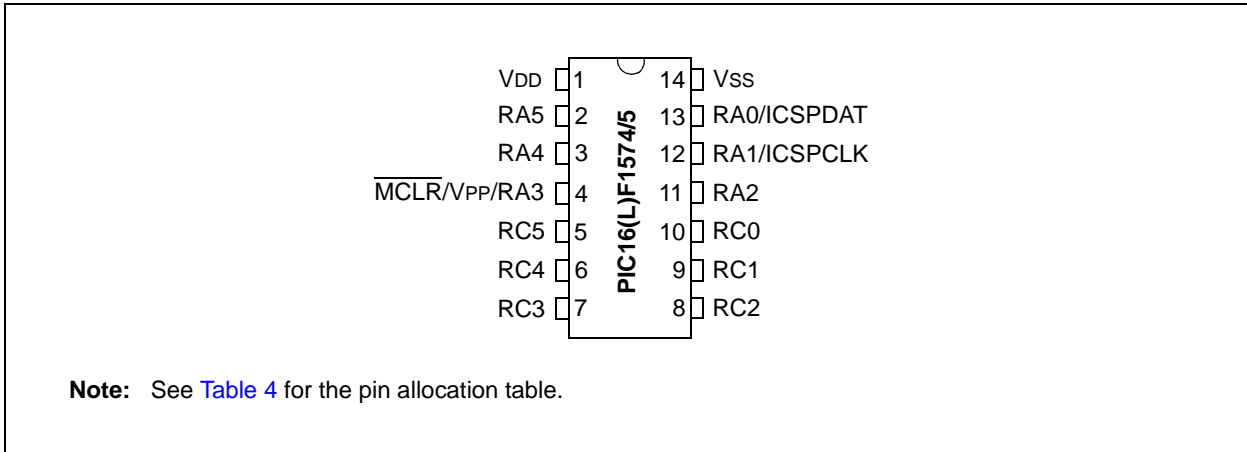 VDD 1 14 VSS
RA5 2 13 RA0/ICSPDAT
RA4 3 12 RA1/ICSPCLK
MCLR/VPP/RA3 4 11 RA2
RC5 5 10 RC0
RC4 6 9 RC1
RC3 7 8 RC2
PIC16(L)F1574/5
Note: See Table 4 for the pin allocation table.